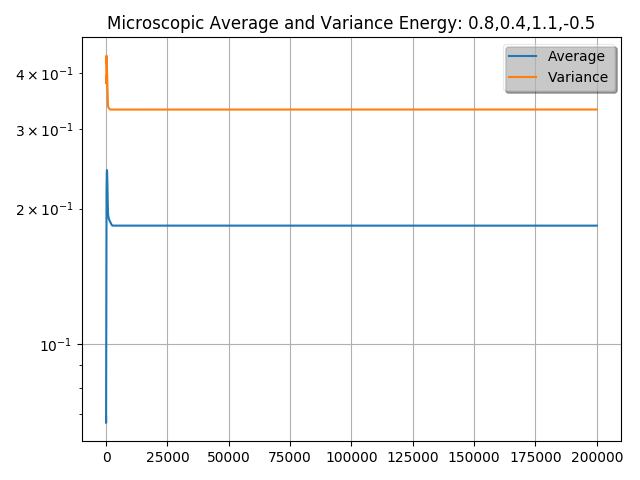 Microscopic Average and Variance Energy: 0.8,0.4,1.1,-0.5
Average
Variance
4 × 10⁻¹
3 × 10⁻¹
2 × 10⁻¹
10⁻¹
0 25000 50000 75000 100000 125000 150000 175000 200000